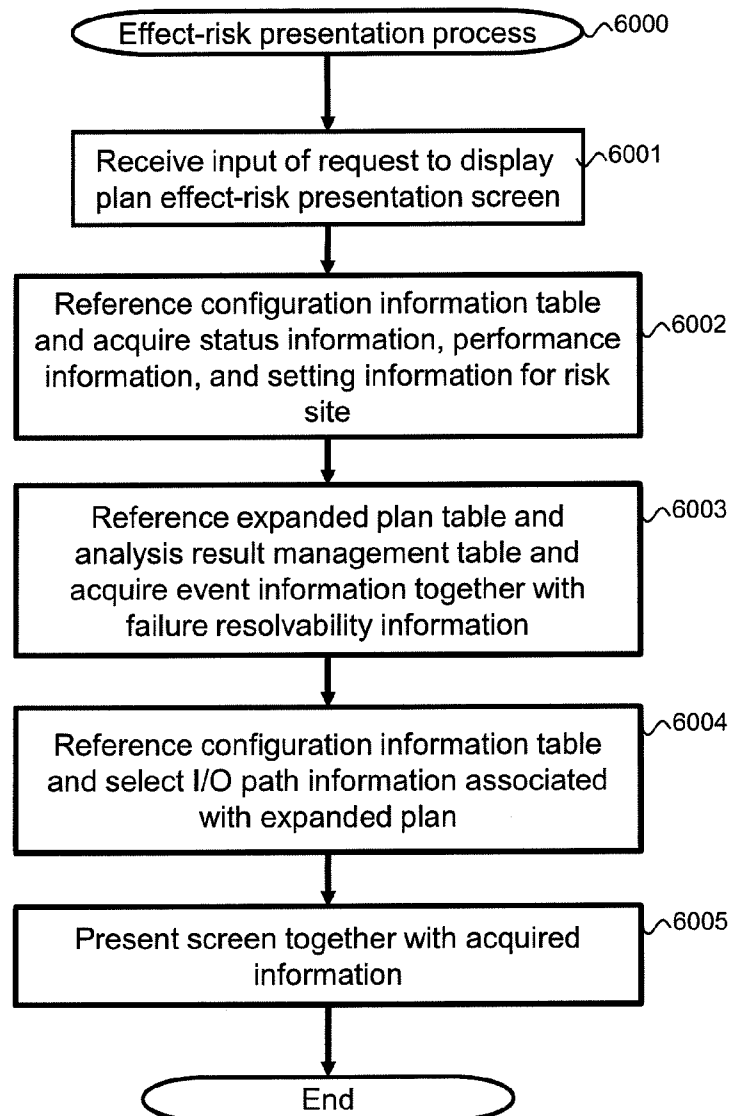 Effect-risk presentation process
6000
Receive input of request to display
plan effect-risk presentation screen
6001
Reference configuration information table
and acquire status information, performance
information, and setting information for risk
site
6002
Reference expanded plan table and
analysis result management table and
acquire event information together with
failure resolvability information
6003
Reference configuration information table
and select I/O path information associated
with expanded plan
6004
Present screen together with acquired
information
6005
End